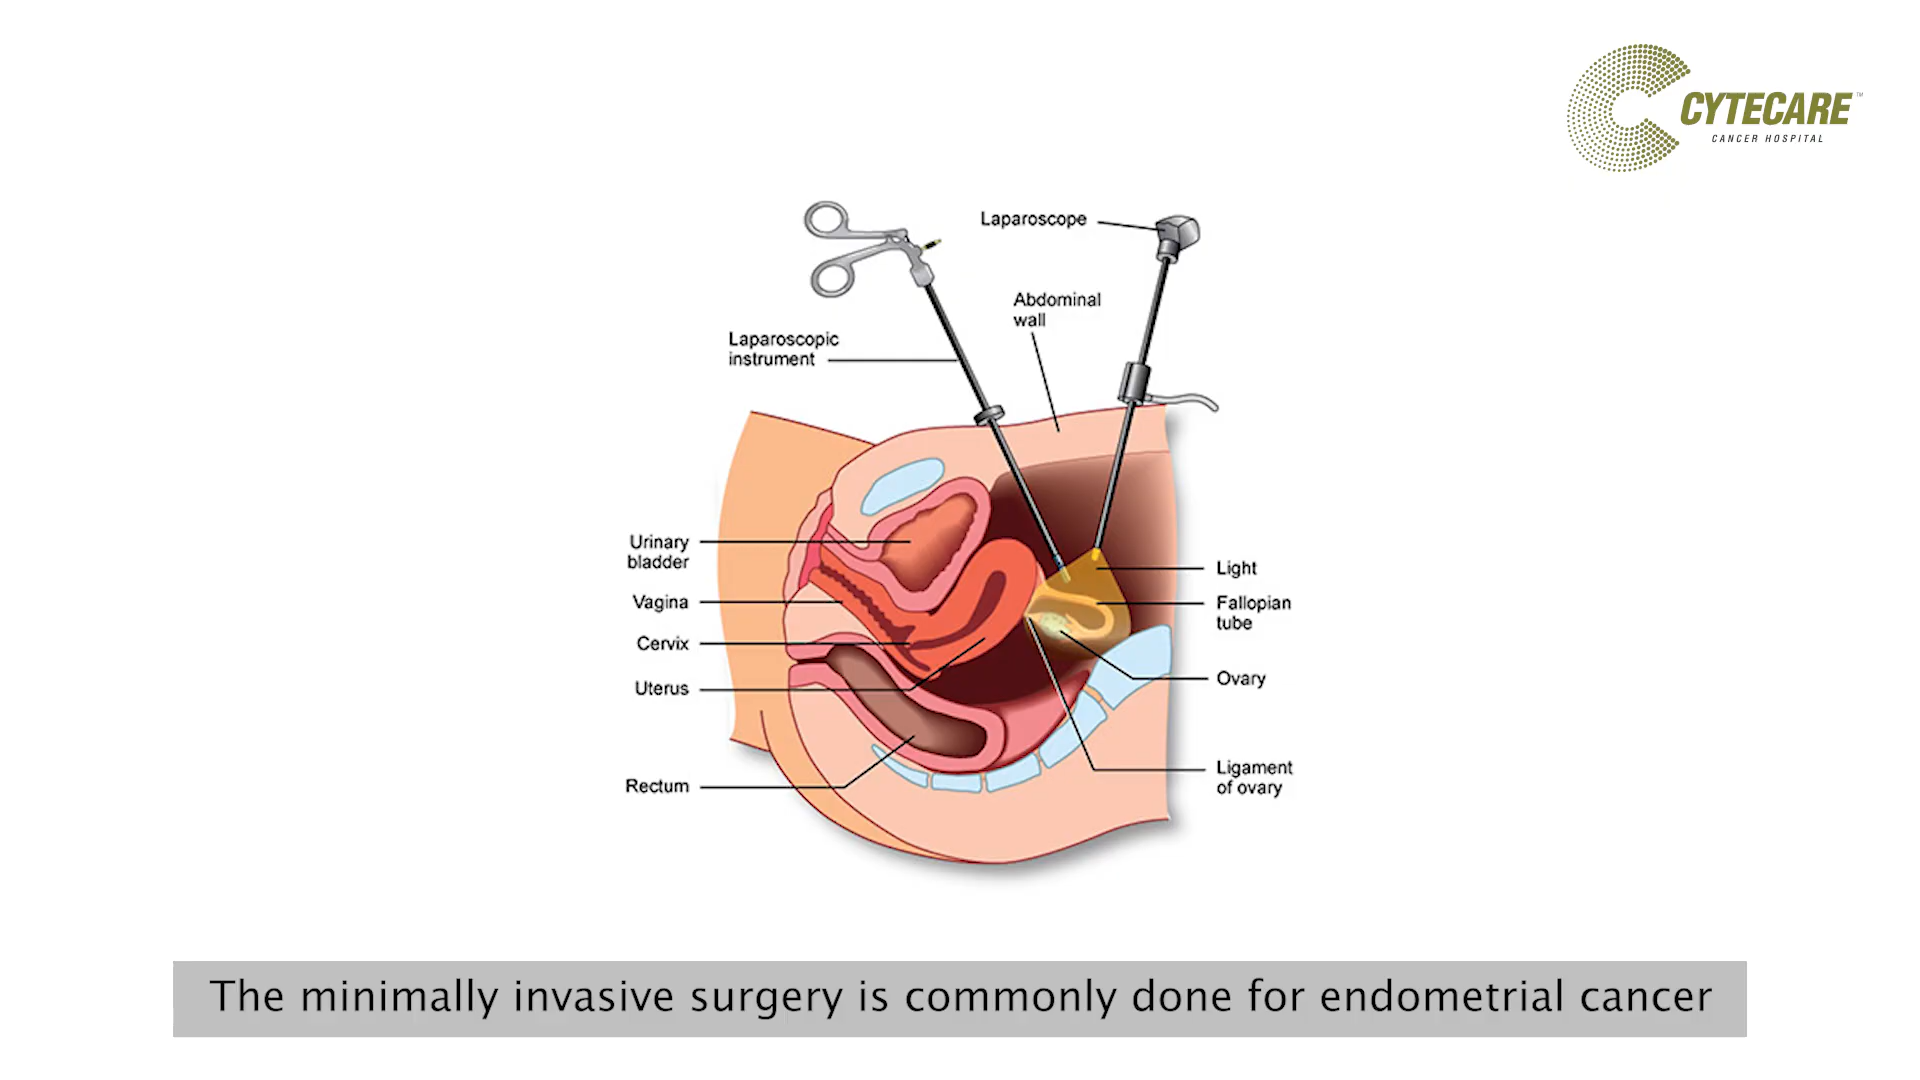 CYTECARE™
CANCER HOSPITAL
Laparoscope
Abdominal
wall
Laparoscopic
instrument
Urinary
bladder
Vagina
Cervix
Uterus
Rectum
Light
Fallopian
tube
Ovary
Ligament
of ovary
The minimally invasive surgery is commonly done for endometrial cancer